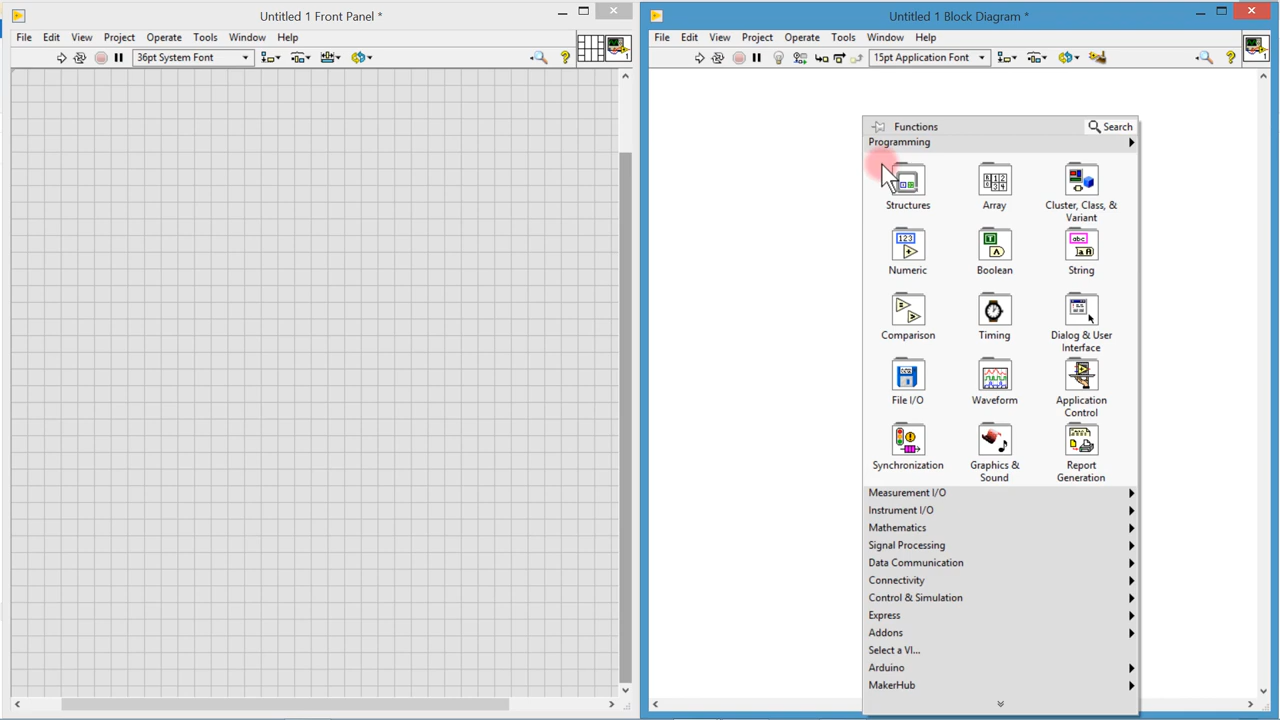 Untitled 1 Front Panel *
File Edit View Project Operate Tools Window Help
36pt System Font
Untitled 1 Block Diagram *
File Edit View Project Operate Tools Window Help
15pt Application Font
Functions Search
Programming
Structures Array Cluster, Class, &
Variant
Numeric Boolean String
Comparison Timing Dialog & User
Interface
File I/O Waveform Application
Control
Synchronization Graphics & Report
Sound Generation
Measurement I/O
Instrument I/O
Mathematics
Signal Processing
Data Communication
Connectivity
Control & Simulation
Express
Addons
Select a VI...
Arduino
MakerHub